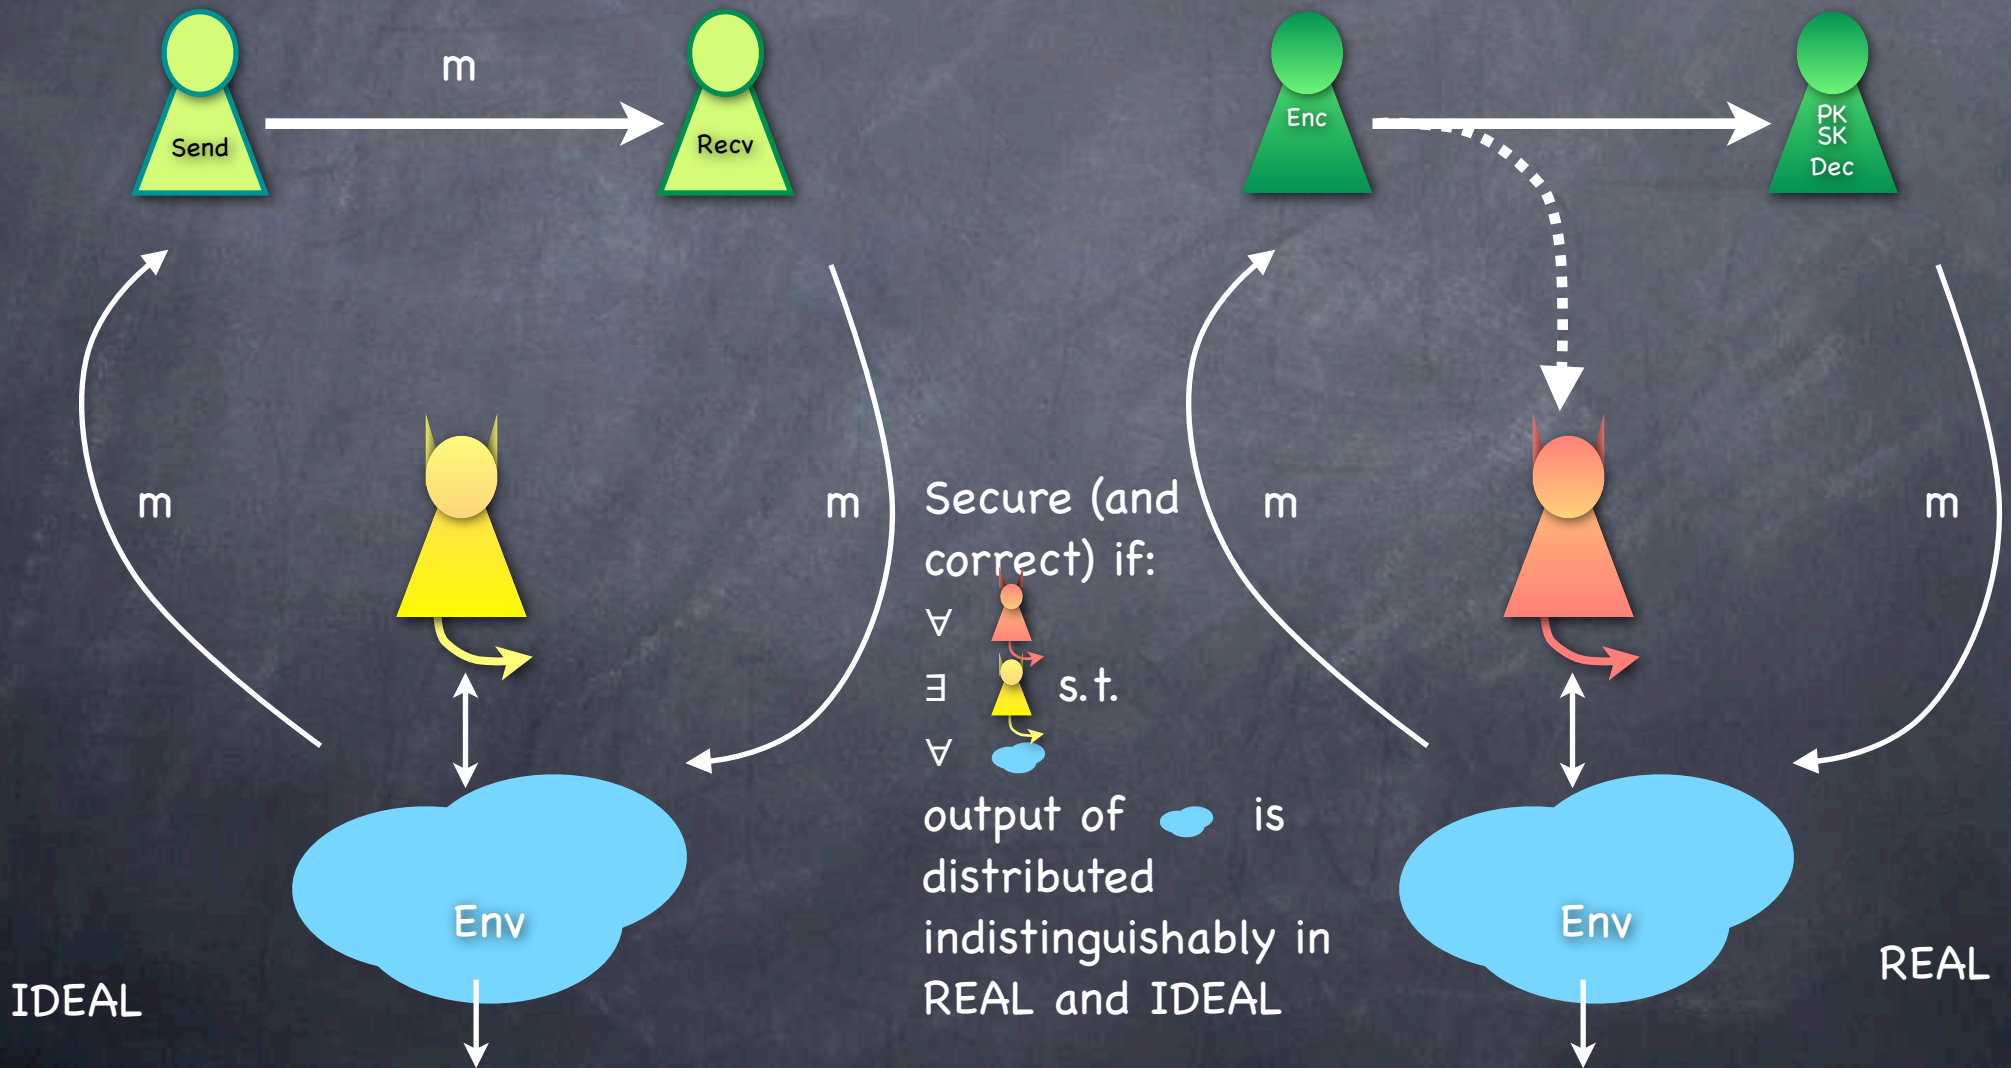 m
Send
Recv
m
m
IDEAL
Env
Secure (and
correct) if:
∀
∃ s.t.
∀
output of is
distributed
indistinguishably in
REAL and IDEAL
Enc
PK
SK
Dec
m
m
Env
REAL